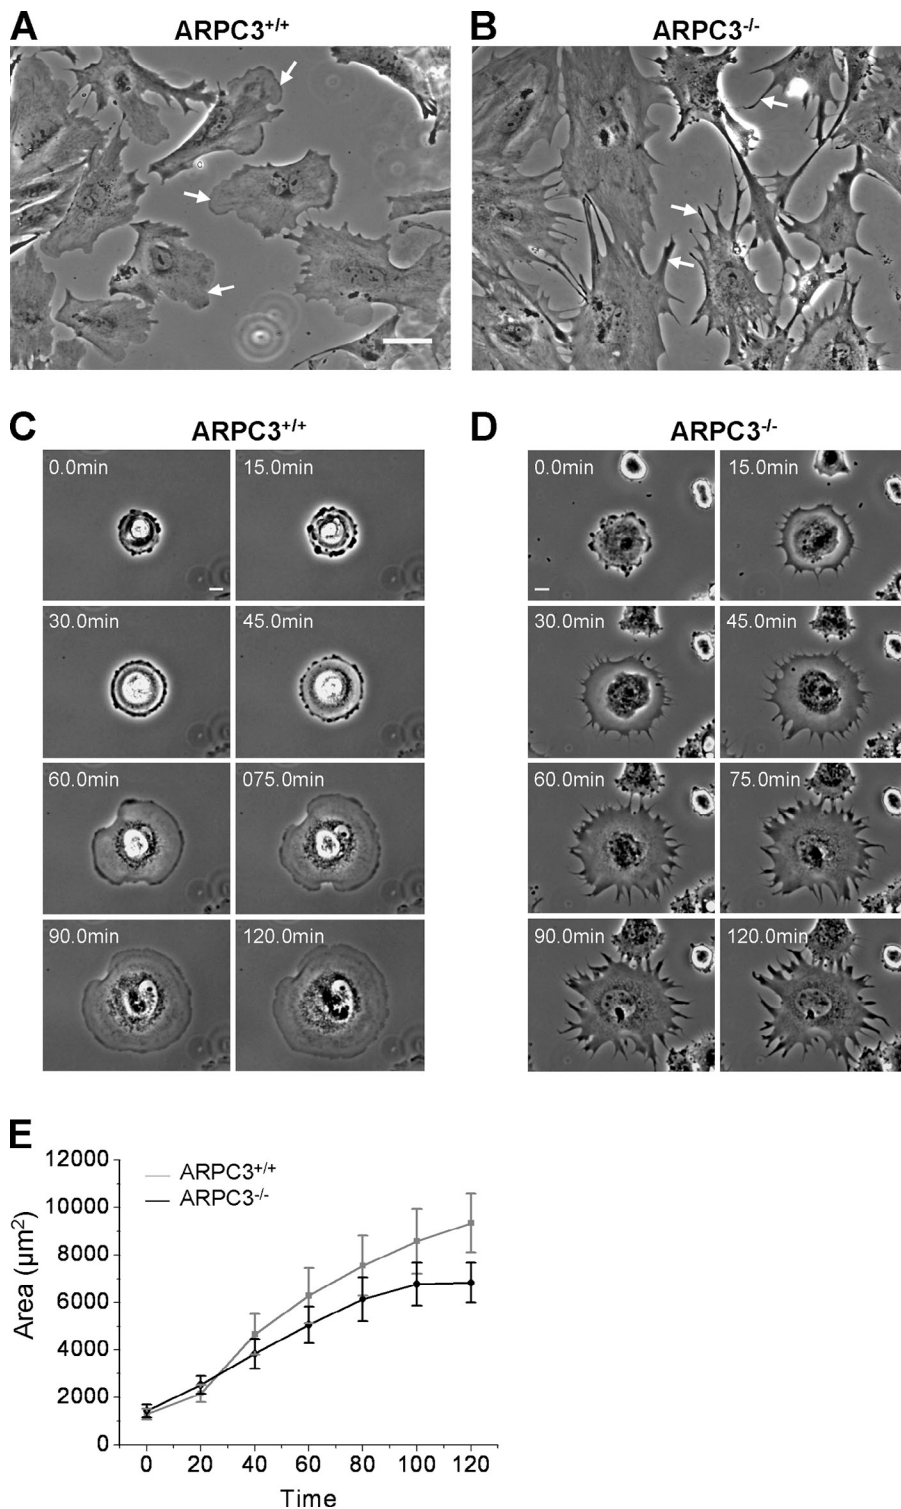 A ARPC3+/+
B ARPC3-/-
C ARPC3+/+
D ARPC3-/-
0.0min 15.0min
0.0min 15.0min
30.0min 45.0min
30.0min 45.0min
60.0min 075.0min
60.0min 75.0min
90.0min 120.0min
90.0min 120.0min
E
12000
10000
8000
6000
4000
2000
0
Area (µm²)
ARPC3+/+
ARPC3-/-
0 20 40 60 80 100 120
Time